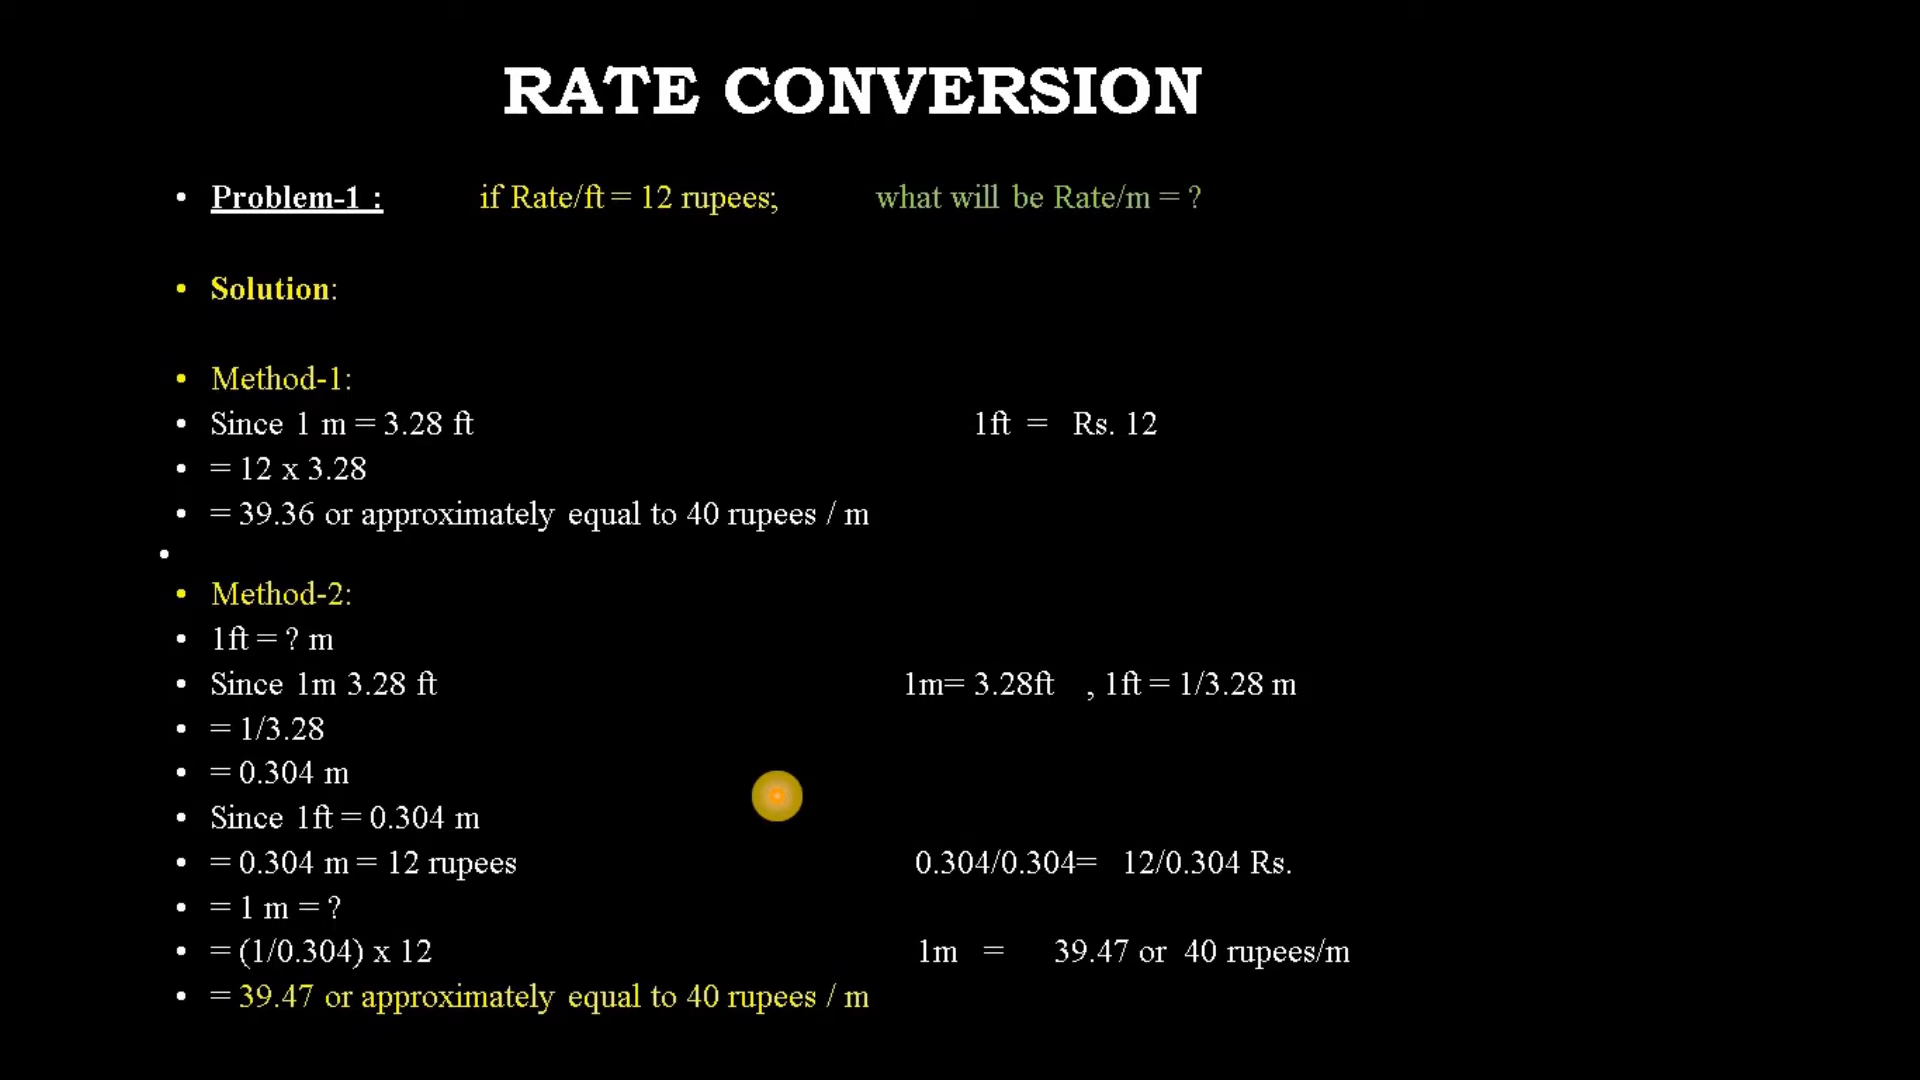 RATE CONVERSION
• Problem-1 : if Rate/ft = 12 rupees; what will be Rate/m = ?
• Solution:
• Method-1:
• Since 1 m = 3.28 ft 1ft = Rs. 12
• = 12 x 3.28
• = 39.36 or approximately equal to 40 rupees / m
•
• Method-2:
• 1ft = ? m
• Since 1m 3.28 ft 1m= 3.28ft , 1ft = 1/3.28 m
• = 1/3.28
• = 0.304 m
• Since 1ft = 0.304 m
• = 0.304 m = 12 rupees 0.304/0.304= 12/0.304 Rs.
• = 1 m = ?
• = (1/0.304) x 12 1m = 39.47 or 40 rupees/m
• = 39.47 or approximately equal to 40 rupees / m